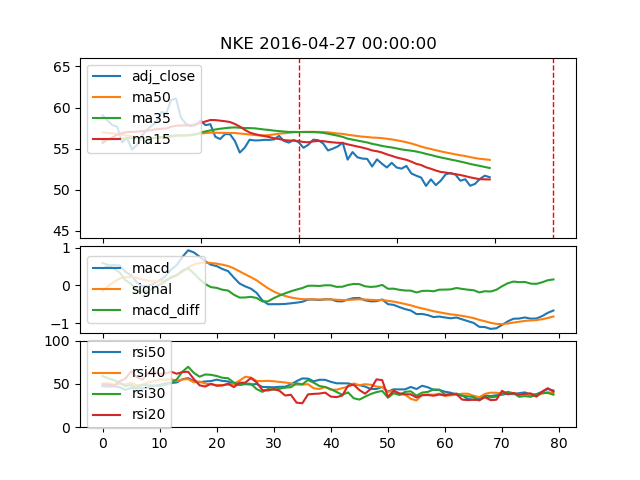 NKE 2016-04-27 00:00:00
65
60
55
50
45
adj_close
ma50
ma35
ma15
1
0
−1
macd
signal
macd_diff
100
50
0
rsi50
rsi40
rsi30
rsi20
0 10 20 30 40 50 60 70 80